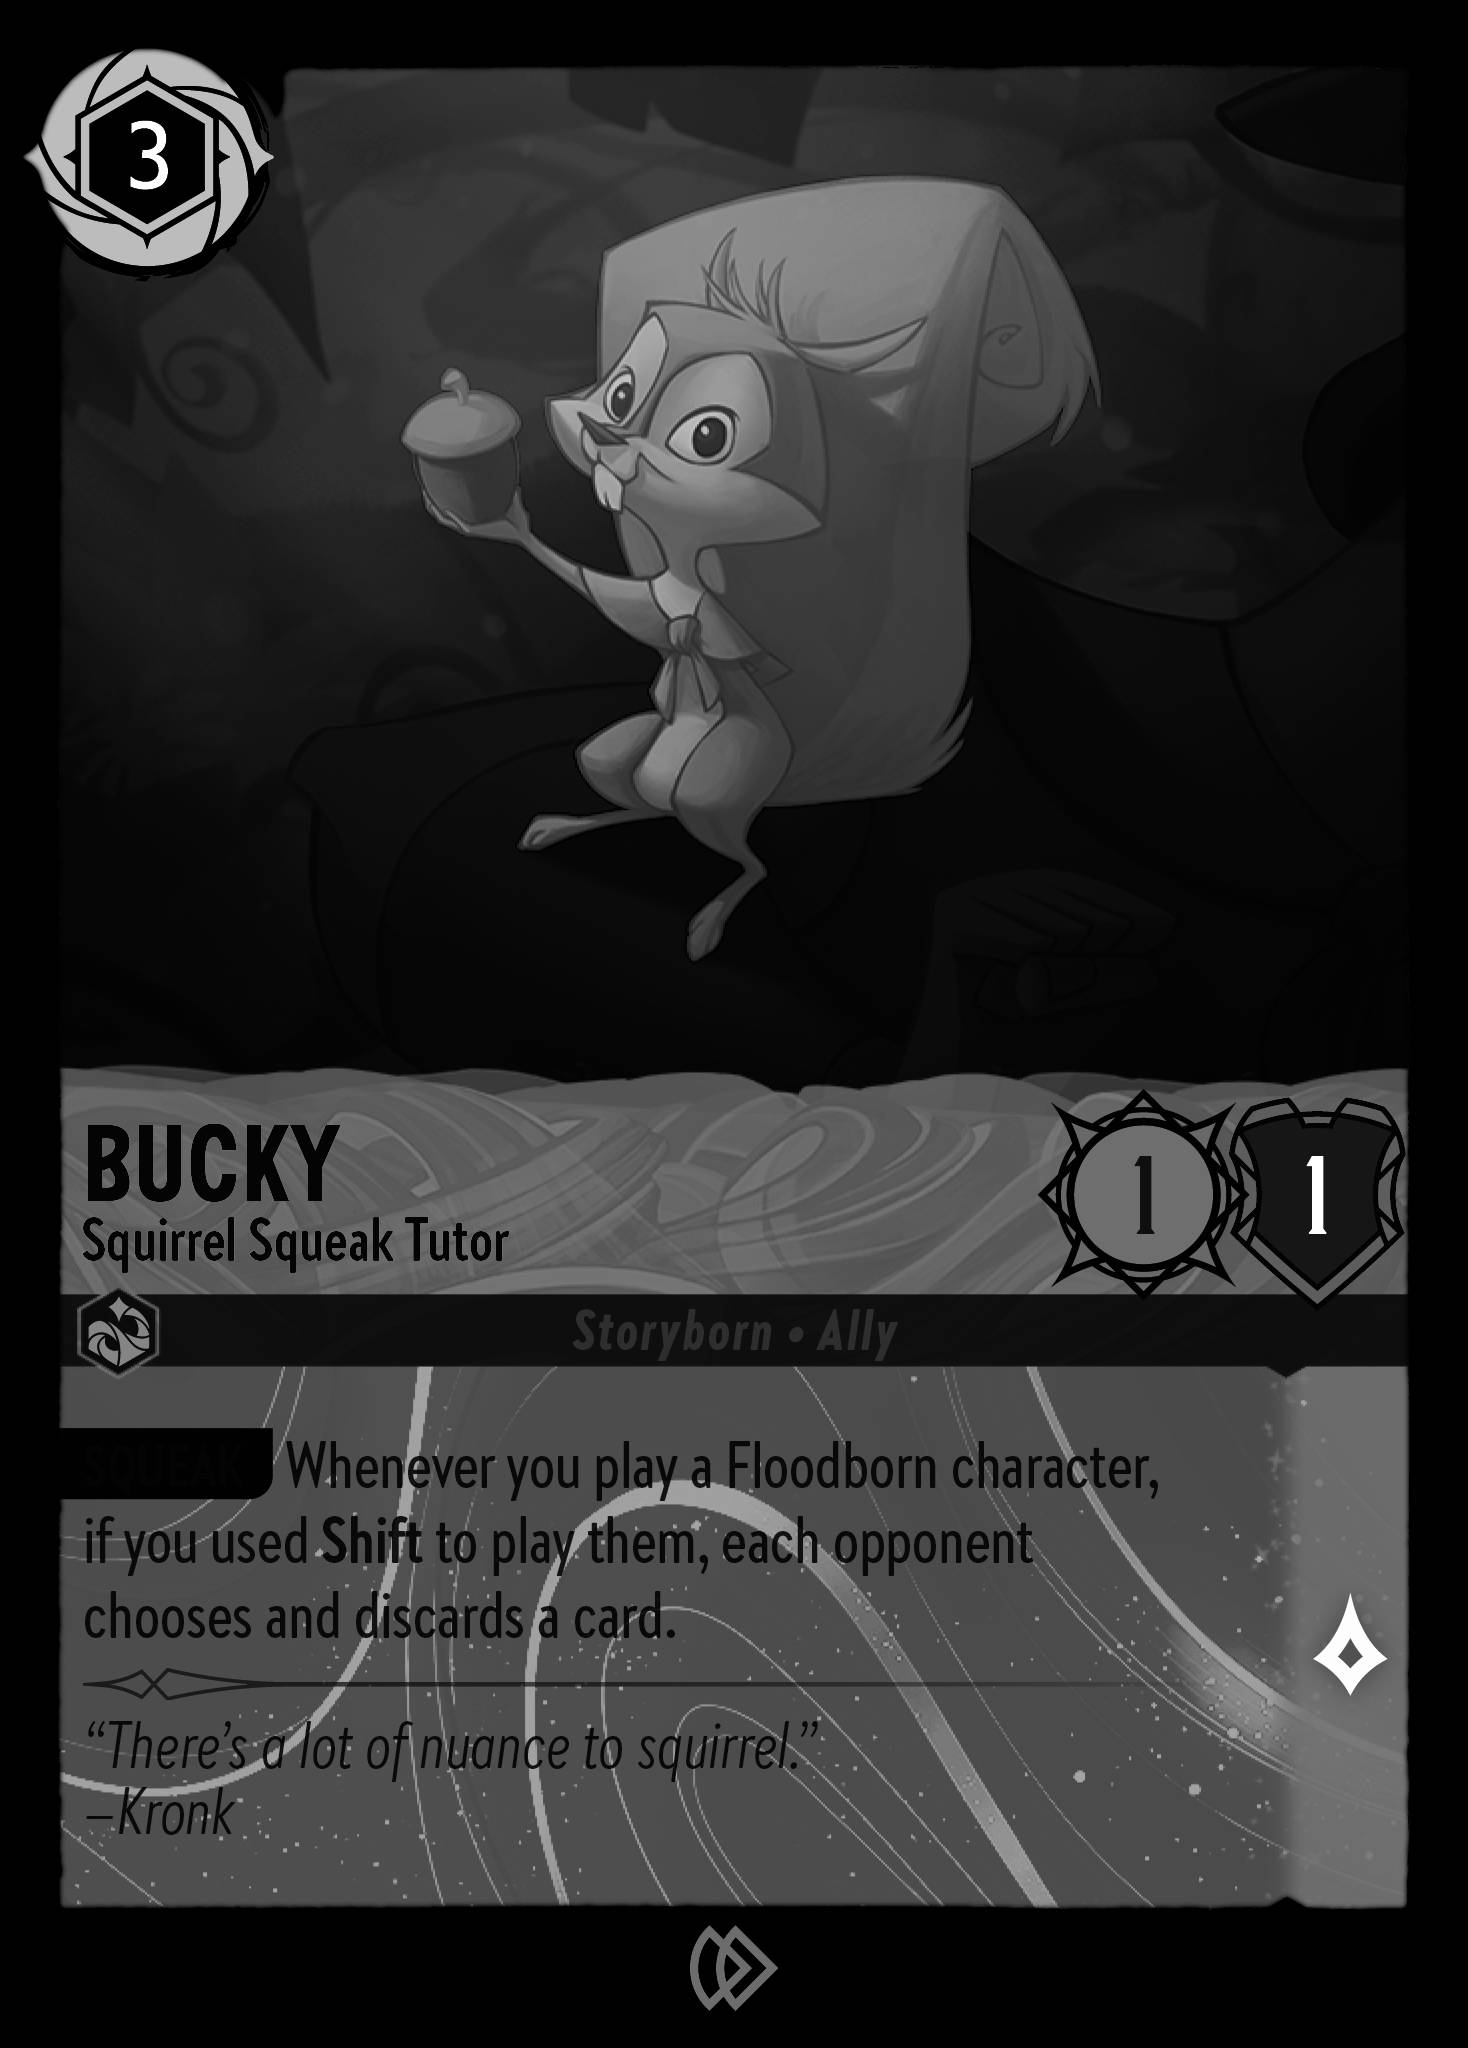 3
BUCKY
Squirrel Squeak Tutor
1 1
Storyborn • Ally
SQUEAK Whenever you play a Floodborn character,
if you used Shift to play them, each opponent
chooses and discards a card.
“There’s a lot of nuance to squirrel.”
–Kronk